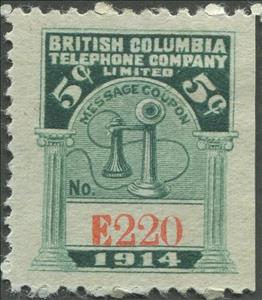 BRITISH COLUMBIA
TELEPHONE COMPANY
LIMITED
5¢ 5¢
MESSAGE COUPON
No.
E220
1914